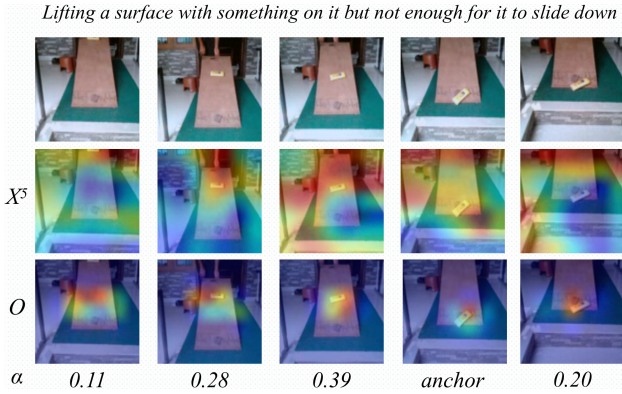 Lifting a surface with something on it but not enough for it to slide down
X⁵
O
α 0.11 0.28 0.39 anchor 0.20